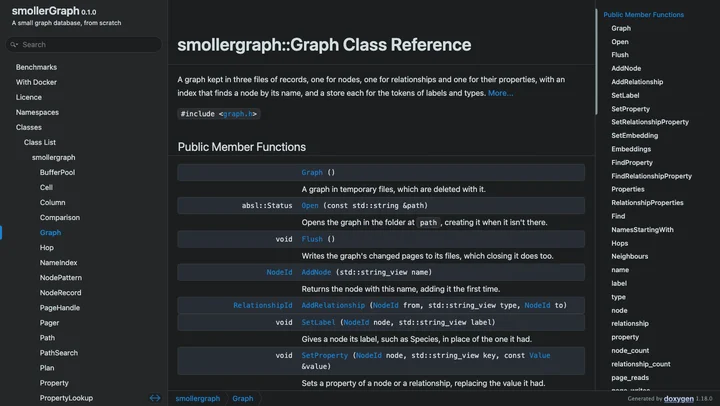 smollerGraph 0.1.0
A small graph database, from scratch
Search
Benchmarks
With Docker
Licence
Namespaces
Classes
Class List
smollergraph
BufferPool
Cell
Column
Comparison
Graph
Hop
NameIndex
NodePattern
NodeRecord
PageHandle
Pager
Path
PathSearch
Plan
Property
PropertyLookup
smollergraph::Graph Class Reference
A graph kept in three files of records, one for nodes, one for relationships and one for their properties, with an
index that finds a node by its name, and a store each for the tokens of labels and types. More...
#include <graph.h>
Public Member Functions
Graph ()
A graph in temporary files, which are deleted with it.
absl::Status Open (const std::string &path)
Opens the graph in the folder at path, creating it when it isn't there.
void Flush ()
Writes the graph's changed pages to its files, which closing it does too.
NodeId AddNode (std::string_view name)
Returns the node with this name, adding it the first time.
RelationshipId AddRelationship (NodeId from, std::string_view type, NodeId to)
void SetLabel (NodeId node, std::string_view label)
Gives a node its label, such as Species, in place of the one it had.
void SetProperty (NodeId node, std::string_view key, const Value
&value)
Sets a property of a node or a relationship, replacing the value it had.
smollergraph Graph
Public Member Functions
Graph
Open
Flush
AddNode
AddRelationship
SetLabel
SetProperty
SetRelationshipProperty
SetEmbedding
Embeddings
FindProperty
FindRelationshipProperty
Properties
RelationshipProperties
Find
NamesStartingWith
Hops
Neighbours
name
label
type
node
relationship
property
node_count
relationship_count
page_reads
page_writes
Generated by doxygen 1.18.0